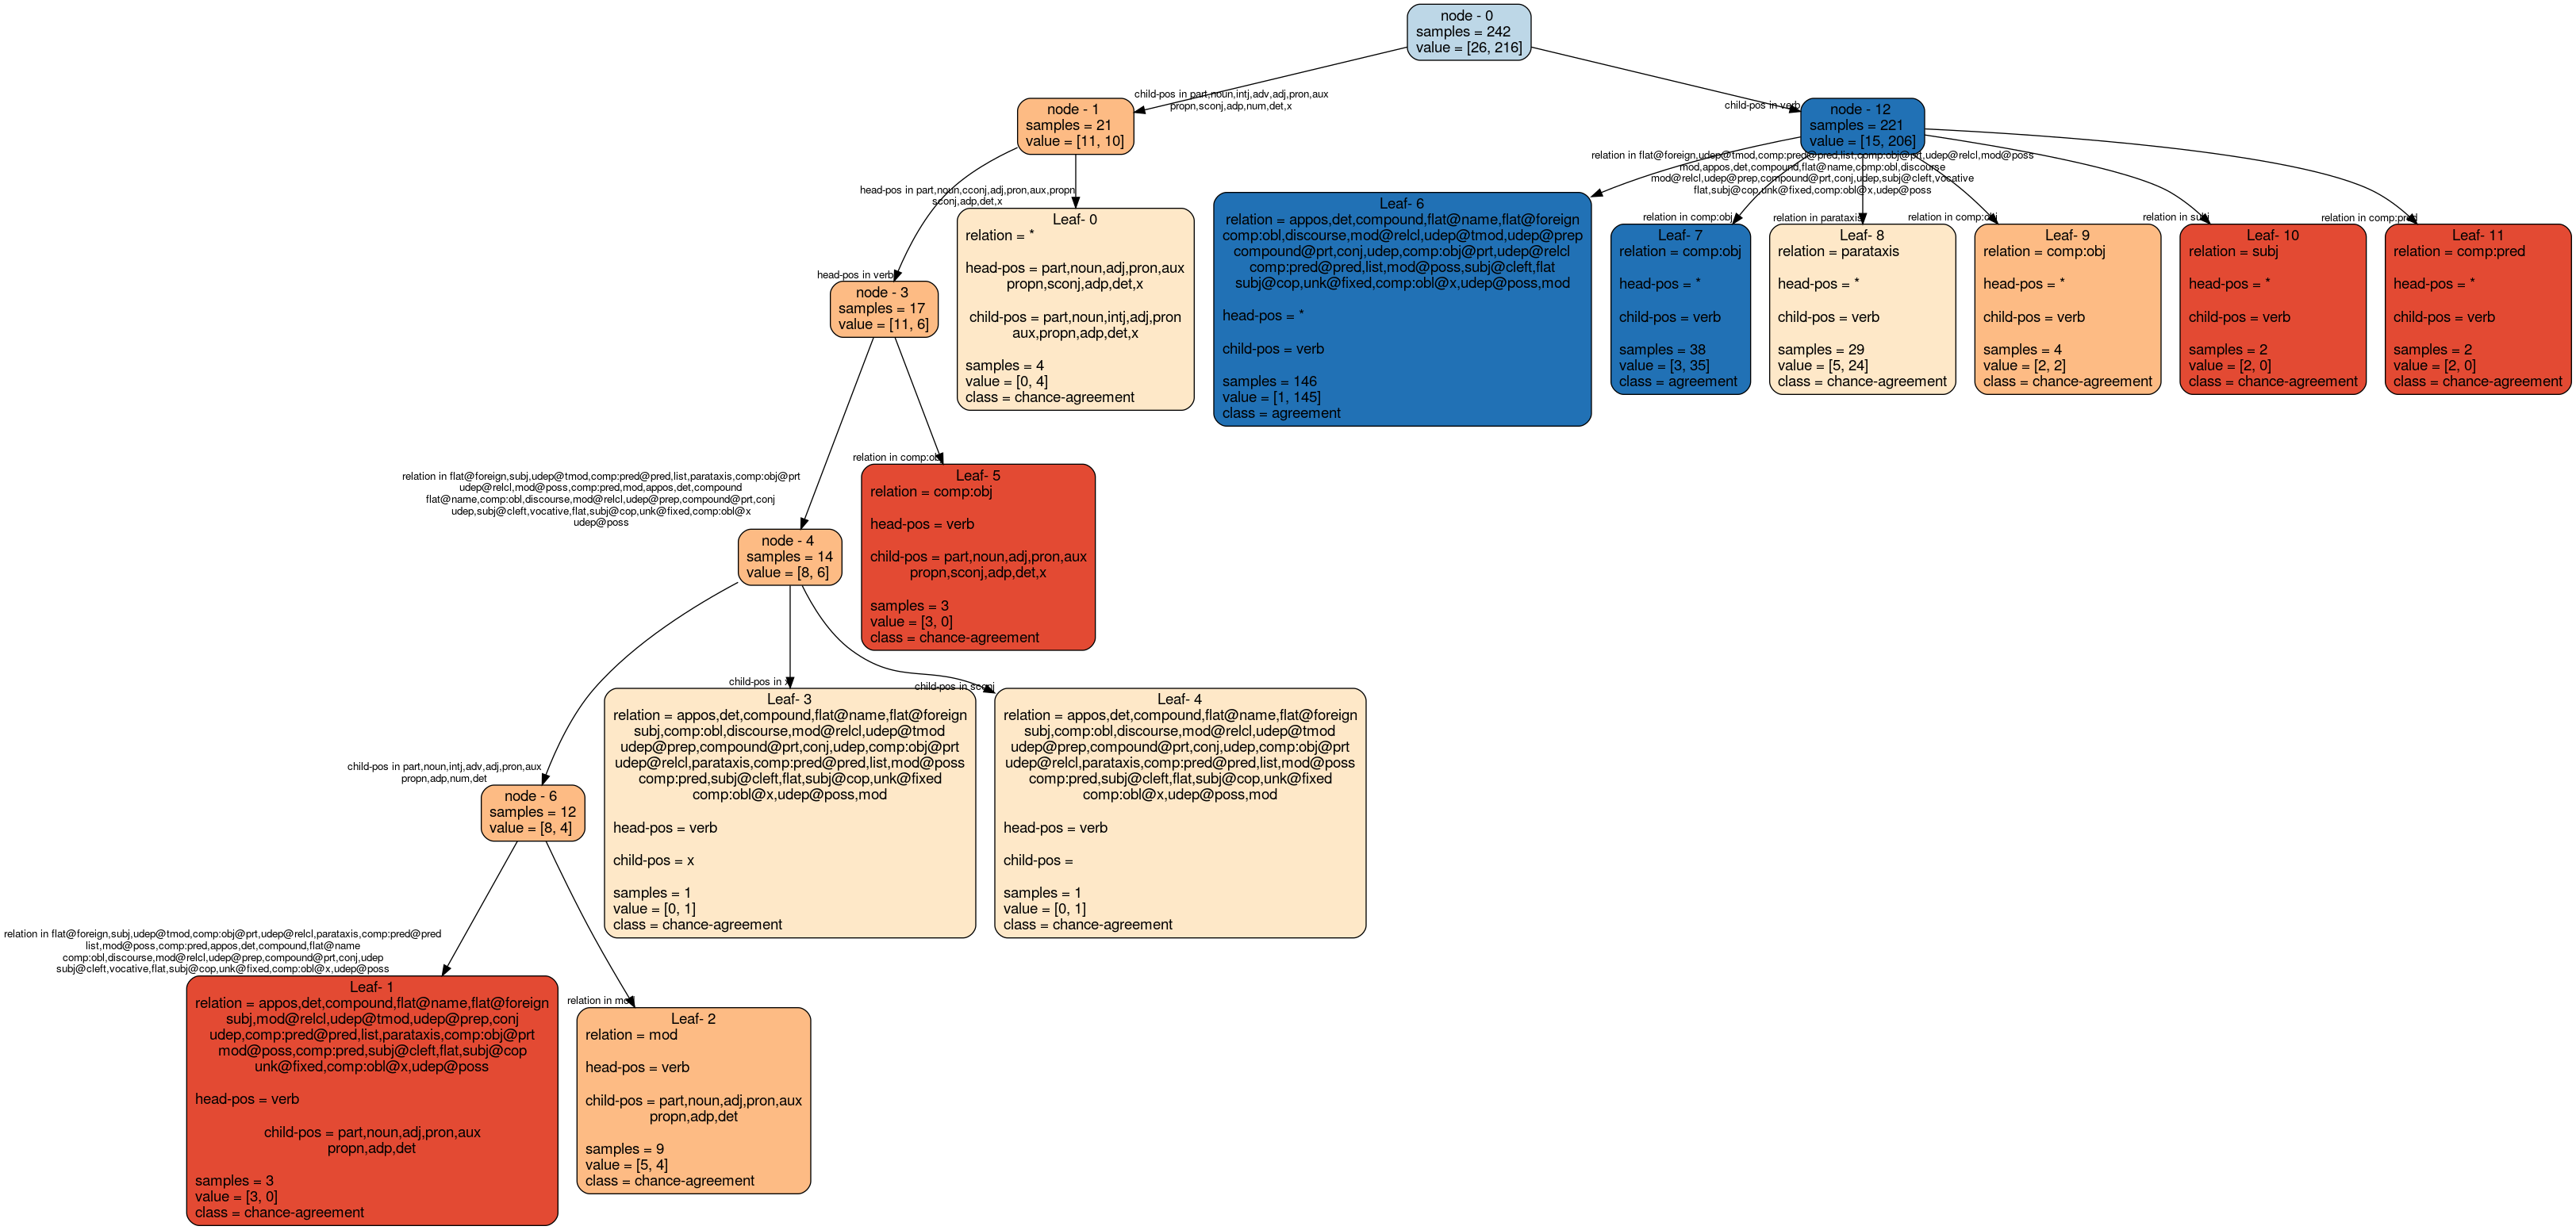 node - 0
samples = 242
value = [26, 216]
child-pos in part,noun,intj,adv,adj,pron,aux
propn,sconj,adp,num,det,x
child-pos in verb
node - 1
samples = 21
value = [11, 10]
node - 12
samples = 221
value = [15, 206]
head-pos in part,noun,cconj,adj,pron,aux,propn
sconj,adp,det,x
head-pos in verb
relation in flat@foreign,udep@tmod,comp:pred@pred,list,comp:obj@prt,udep@relcl,mod@poss
mod,appos,det,compound,flat@name,comp:obl,discourse
mod@relcl,udep@prep,compound@prt,conj,udep,subj@cleft,vocative
flat,subj@cop,unk@fixed,comp:obl@x,udep@poss
relation in comp:obj
relation in parataxis
relation in comp:obj
relation in subj
relation in comp:pred
Leaf- 0
relation = *
head-pos = part,noun,adj,pron,aux
propn,sconj,adp,det,x
child-pos = part,noun,intj,adj,pron
aux,propn,adp,det,x
samples = 4
value = [0, 4]
class = chance-agreement
Leaf- 6
relation = appos,det,compound,flat@name,flat@foreign
comp:obl,discourse,mod@relcl,udep@tmod,udep@prep
compound@prt,conj,udep,comp:obj@prt,udep@relcl
comp:pred@pred,list,mod@poss,subj@cleft,flat
subj@cop,unk@fixed,comp:obl@x,udep@poss,mod
head-pos = *
child-pos = verb
samples = 146
value = [1, 145]
class = agreement
Leaf- 7
relation = comp:obj
head-pos = *
child-pos = verb
samples = 38
value = [3, 35]
class = agreement
Leaf- 8
relation = parataxis
head-pos = *
child-pos = verb
samples = 29
value = [5, 24]
class = chance-agreement
Leaf- 9
relation = comp:obj
head-pos = *
child-pos = verb
samples = 4
value = [2, 2]
class = chance-agreement
Leaf- 10
relation = subj
head-pos = *
child-pos = verb
samples = 2
value = [2, 0]
class = chance-agreement
Leaf- 11
relation = comp:pred
head-pos = *
child-pos = verb
samples = 2
value = [2, 0]
class = chance-agreement
node - 3
samples = 17
value = [11, 6]
relation in flat@foreign,subj,udep@tmod,comp:pred@pred,list,parataxis,comp:obj@prt
udep@relcl,mod@poss,comp:pred,mod,appos,det,compound
flat@name,comp:obl,discourse,mod@relcl,udep@prep,compound@prt,conj
udep,subj@cleft,vocative,flat,subj@cop,unk@fixed,comp:obl@x
udep@poss
relation in comp:obj
Leaf- 5
relation = comp:obj
head-pos = verb
child-pos = part,noun,adj,pron,aux
propn,sconj,adp,det,x
samples = 3
value = [3, 0]
class = chance-agreement
node - 4
samples = 14
value = [8, 6]
child-pos in part,noun,intj,adv,adj,pron,aux
propn,adp,num,det
child-pos in x
child-pos in sconj
Leaf- 3
relation = appos,det,compound,flat@name,flat@foreign
subj,comp:obl,discourse,mod@relcl,udep@tmod
udep@prep,compound@prt,conj,udep,comp:obj@prt
udep@relcl,parataxis,comp:pred@pred,list,mod@poss
comp:pred,subj@cleft,flat,subj@cop,unk@fixed
comp:obl@x,udep@poss,mod
head-pos = verb
child-pos = x
samples = 1
value = [0, 1]
class = chance-agreement
Leaf- 4
relation = appos,det,compound,flat@name,flat@foreign
subj,comp:obl,discourse,mod@relcl,udep@tmod
udep@prep,compound@prt,conj,udep,comp:obj@prt
udep@relcl,parataxis,comp:pred@pred,list,mod@poss
comp:pred,subj@cleft,flat,subj@cop,unk@fixed
comp:obl@x,udep@poss,mod
head-pos = verb
child-pos =
samples = 1
value = [0, 1]
class = chance-agreement
node - 6
samples = 12
value = [8, 4]
relation in flat@foreign,subj,udep@tmod,comp:obj@prt,udep@relcl,parataxis,comp:pred@pred
list,mod@poss,comp:pred,appos,det,compound,flat@name
comp:obl,discourse,mod@relcl,udep@prep,compound@prt,conj,udep
subj@cleft,vocative,flat,subj@cop,unk@fixed,comp:obl@x,udep@poss
relation in mod
Leaf- 1
relation = appos,det,compound,flat@name,flat@foreign
subj,mod@relcl,udep@tmod,udep@prep,conj
udep,comp:pred@pred,list,parataxis,comp:obj@prt
mod@poss,comp:pred,subj@cleft,flat,subj@cop
unk@fixed,comp:obl@x,udep@poss
head-pos = verb
child-pos = part,noun,adj,pron,aux
propn,adp,det
samples = 3
value = [3, 0]
class = chance-agreement
Leaf- 2
relation = mod
head-pos = verb
child-pos = part,noun,adj,pron,aux
propn,adp,det
samples = 9
value = [5, 4]
class = chance-agreement